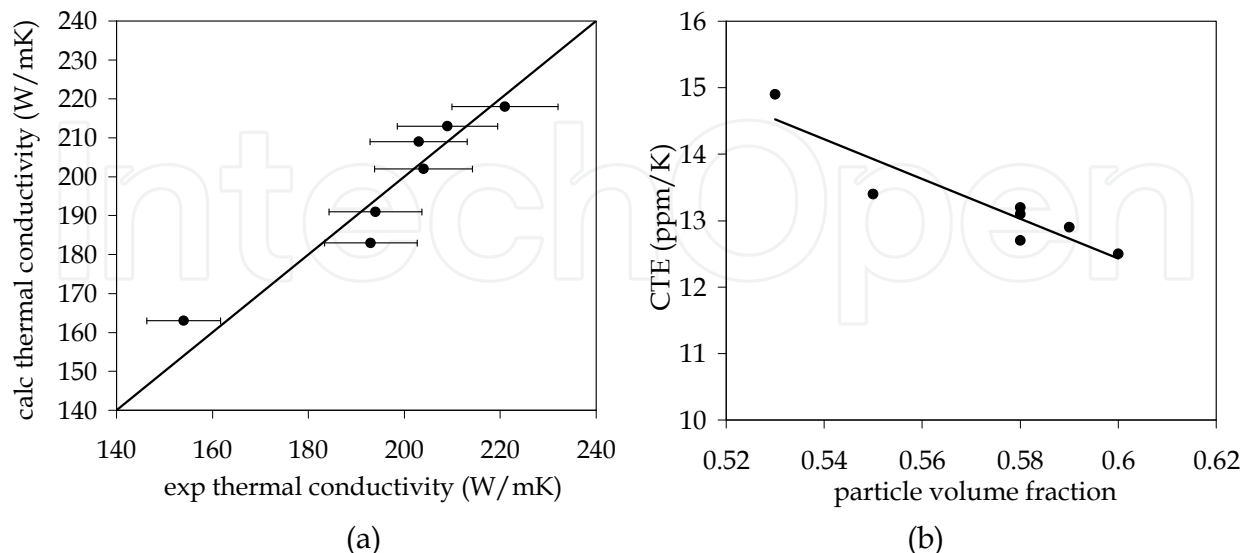 240
230
220
210
200
190
180
170
160
150
140
calc thermal conductivity (W/mK)
140 160 180 200 220 240
exp thermal conductivity (W/mK)
(a)
16
15
14
13
12
11
10
CTE (ppm/K)
0.52 0.54 0.56 0.58 0.6 0.62
particle volume fraction
(b)
IntechOpen